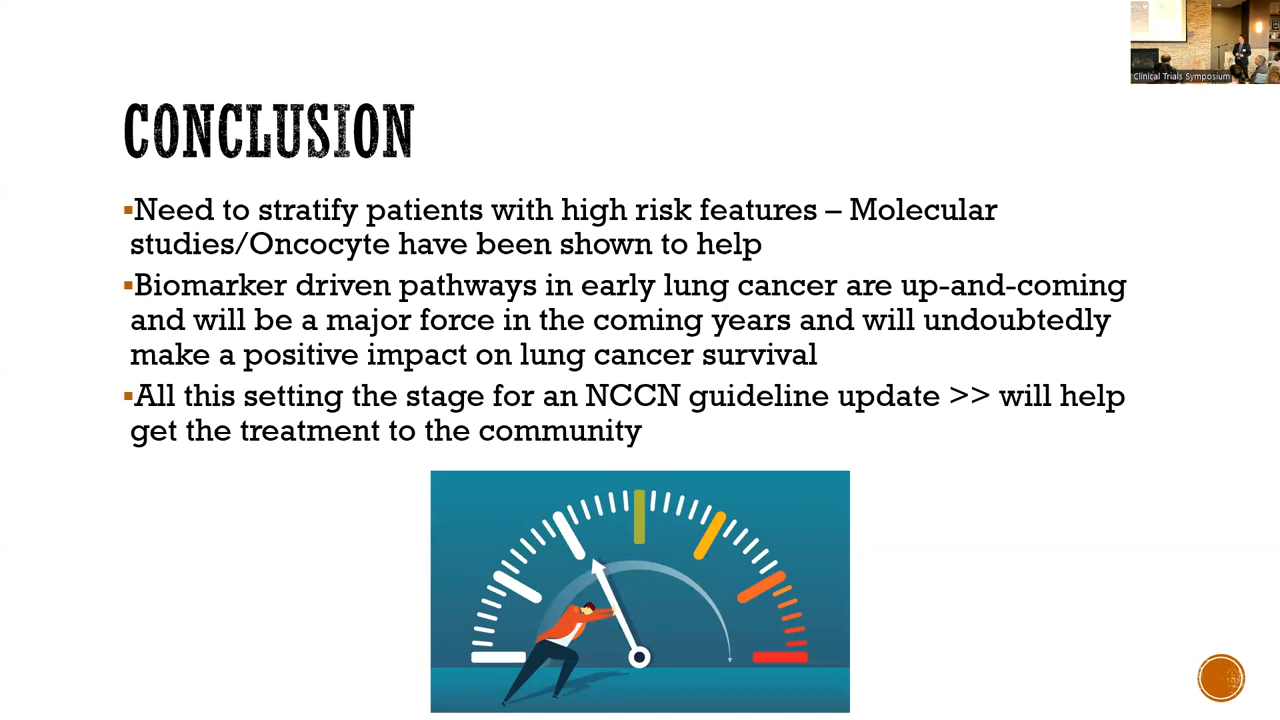 Clinical Trials Symposium
CONCLUSION
▪Need to stratify patients with high risk features – Molecular
studies/Oncocyte have been shown to help
▪Biomarker driven pathways in early lung cancer are up-and-coming
and will be a major force in the coming years and will undoubtedly
make a positive impact on lung cancer survival
▪All this setting the stage for an NCCN guideline update >> will help
get the treatment to the community